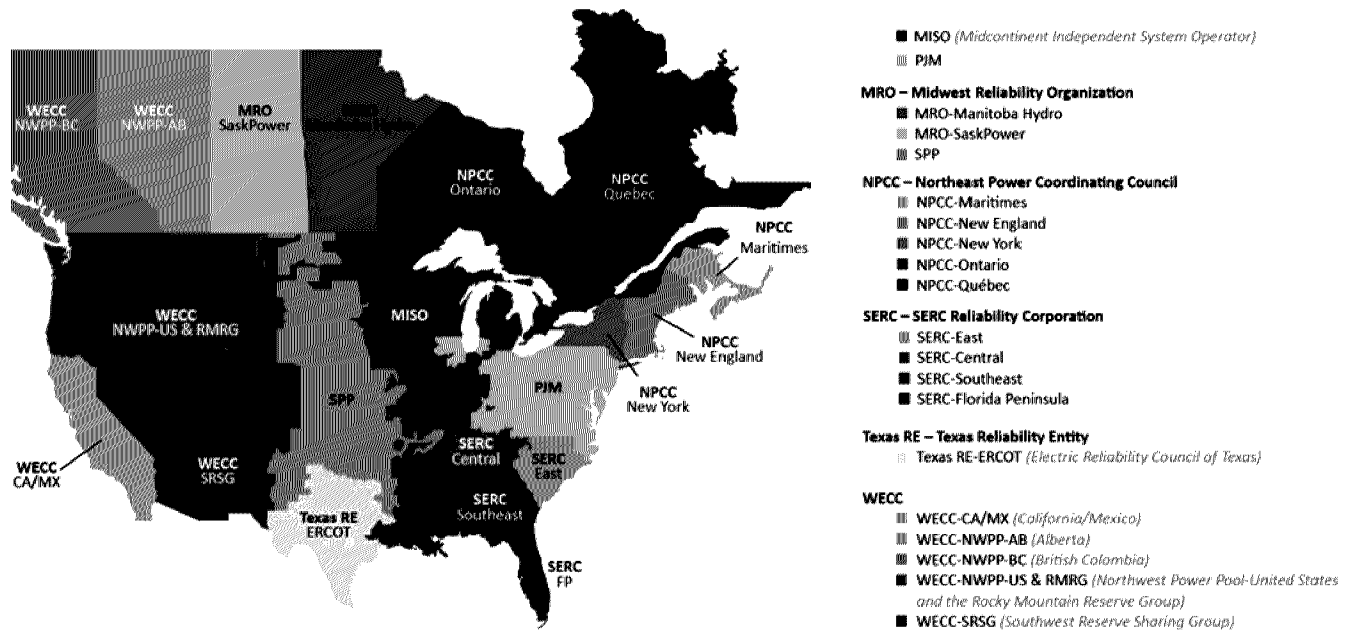 WECC
NWPP-BC
WECC
NWPP-AB
MRO
SaskPower
NPCC
Ontario
NPCC
Quebec
NPCC
Maritimes
WECC
NWPP-US & RMRG
MISO
NPCC
New England
NPCC
New York
PJM
SPP
WECC
CA/MX
WECC
SRSG
SERC
Central
SERC
East
SERC
Southeast
Texas RE
ERCOT
SERC
FP
MISO (Midcontinent Independent System Operator)
PJM
MRO – Midwest Reliability Organization
MRO-Manitoba Hydro
MRO-SaskPower
SPP
NPCC – Northeast Power Coordinating Council
NPCC-Maritimes
NPCC-New England
NPCC-New York
NPCC-Ontario
NPCC-Québec
SERC – SERC Reliability Corporation
SERC-East
SERC-Central
SERC-Southeast
SERC-Florida Peninsula
Texas RE – Texas Reliability Entity
Texas RE-ERCOT (Electric Reliability Council of Texas)
WECC
WECC-CA/MX (California/Mexico)
WECC-NWPP-AB (Alberta)
WECC-NWPP-BC (British Colombia)
WECC-NWPP-US & RMRG (Northwest Power Pool-United States
and the Rocky Mountain Reserve Group)
WECC-SRSG (Southwest Reserve Sharing Group)